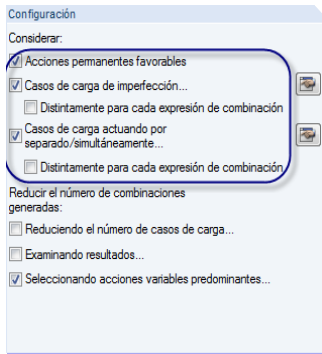 Configuración
Considerar:
Acciones permanentes favorables
Casos de carga de imperfección...
Distintamente para cada expresión de combinación
Casos de carga actuando por
separado/simultáneamente...
Distintamente para cada expresión de combinación
Reducir el número de combinaciones
generadas:
Reduciendo el número de casos de carga...
Examinando resultados...
Seleccionando acciones variables predominantes...